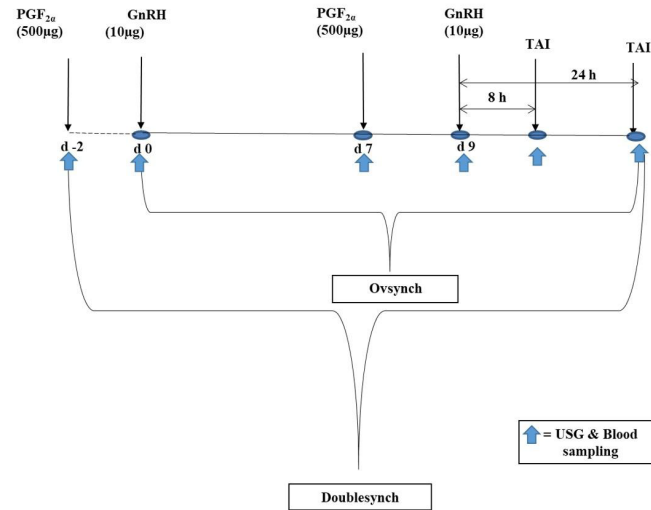 PGF2α
(500µg)
GnRH
(10µg)
PGF2α
(500µg)
GnRH
(10µg)
TAI
TAI
24 h
8 h
d -2
d 0
d 7
d 9
Ovsynch
= USG & Blood
sampling
Doublesynch